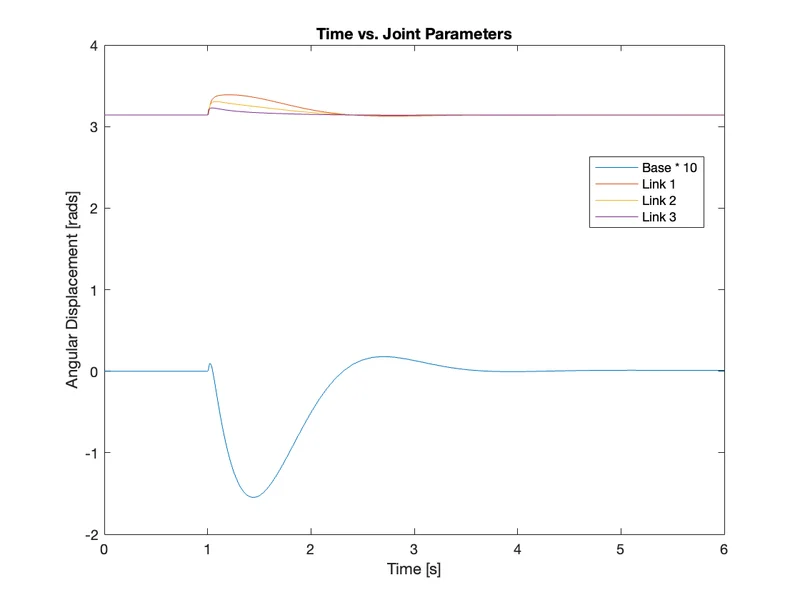 Time vs. Joint Parameters
4
3
2
1
0
-1
-2
Angular Displacement [rads]
Base * 10
Link 1
Link 2
Link 3
0 1 2 3 4 5 6
Time [s]